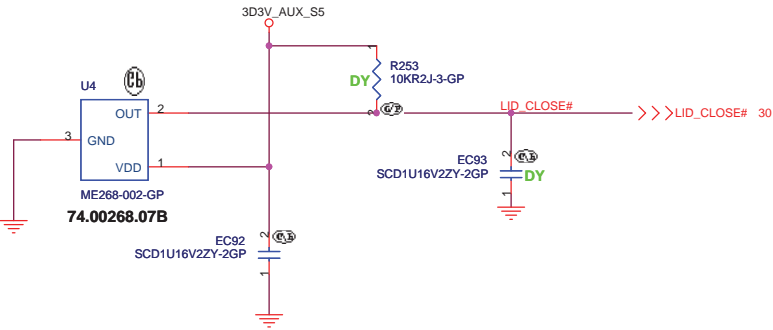 3D3V_AUX_S5
1
R253
10KR2J-3-GP
DY
2
U4
OUT 2
LID_CLOSE#
LID_CLOSE# 30
3 GND
VDD 1
2
EC93
SCD1U16V2ZY-2GP
DY
1
ME268-002-GP
74.00268.07B
2
EC92
SCD1U16V2ZY-2GP
1